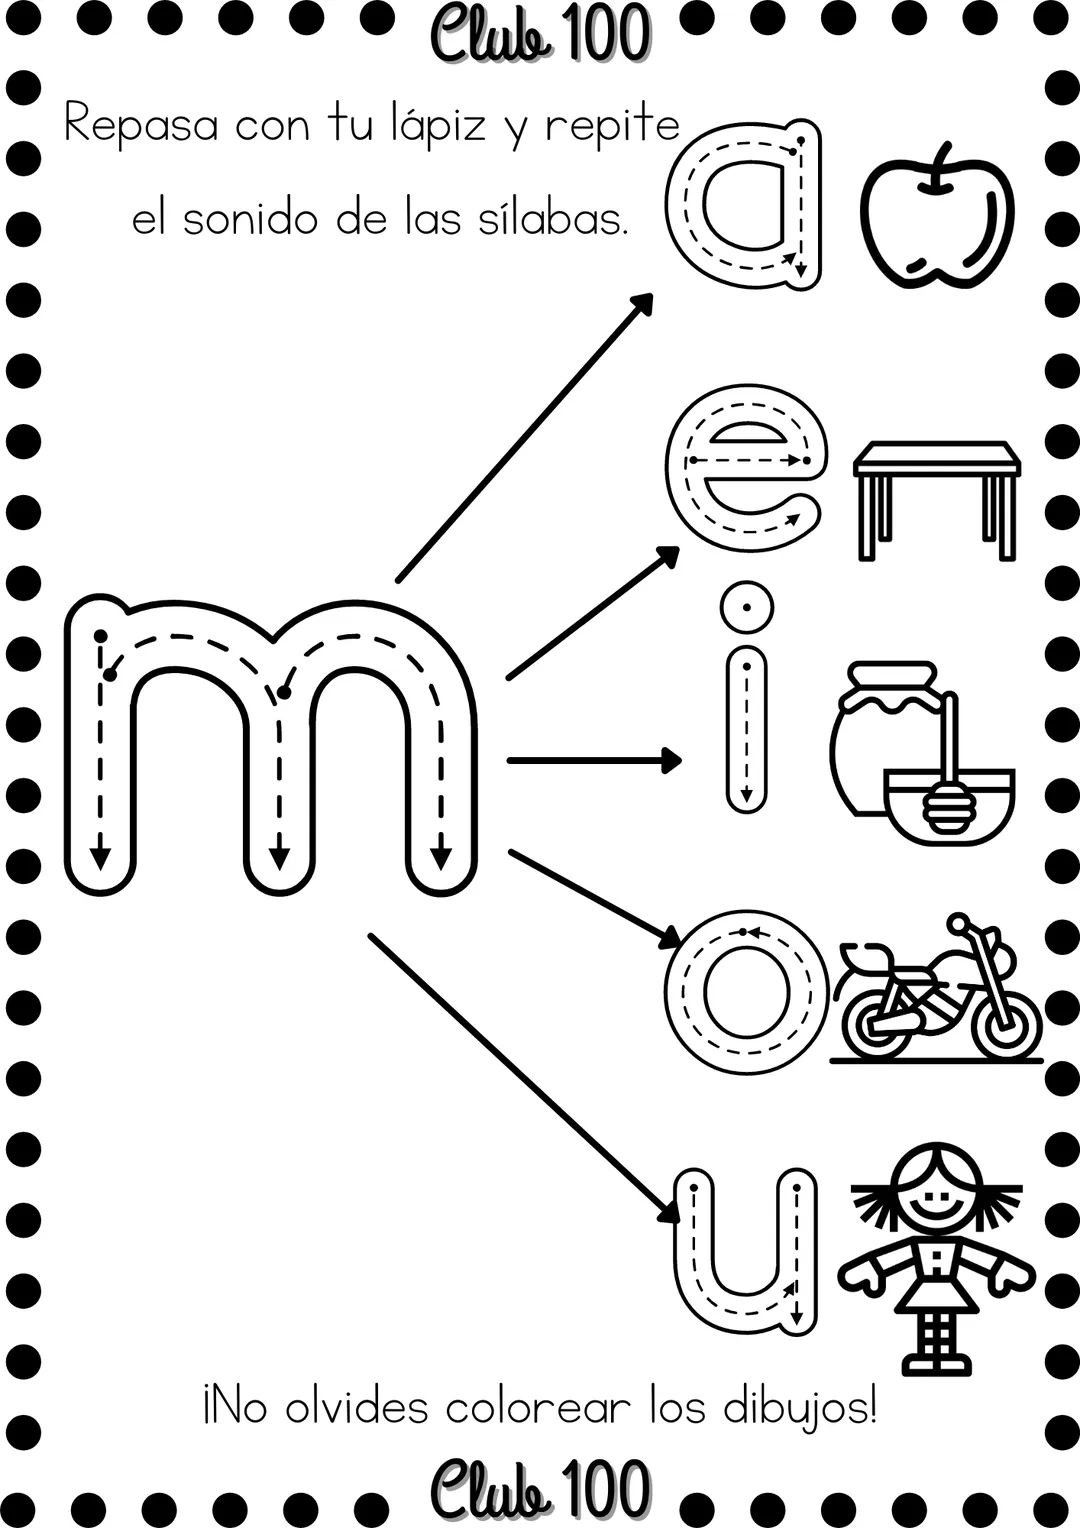 Club 100
Repasa con tu lápiz y repite
el sonido de las sílabas.
a
e
m
i
o
u
¡No olvides colorear los dibujos!
Club 100